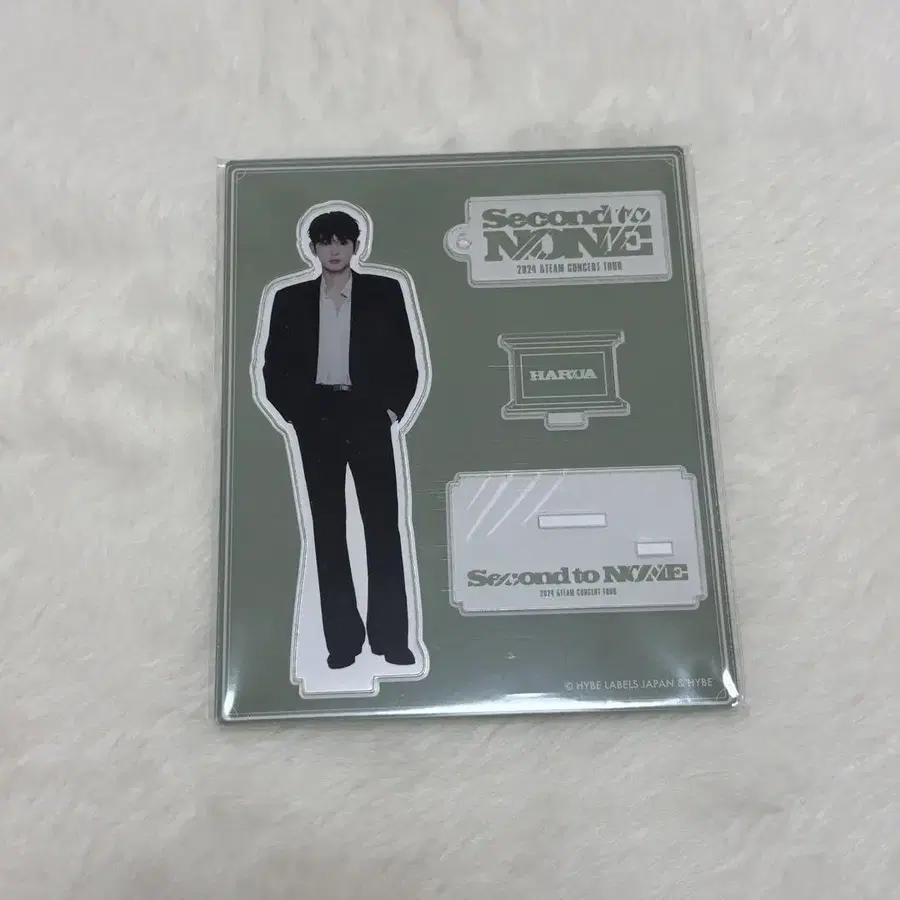 Second to
NONE
2024 &TEAM CONCERT TOUR
HARUA
Second to NONE
2024 &TEAM CONCERT TOUR
© HYBE LABELS JAPAN & HYBE